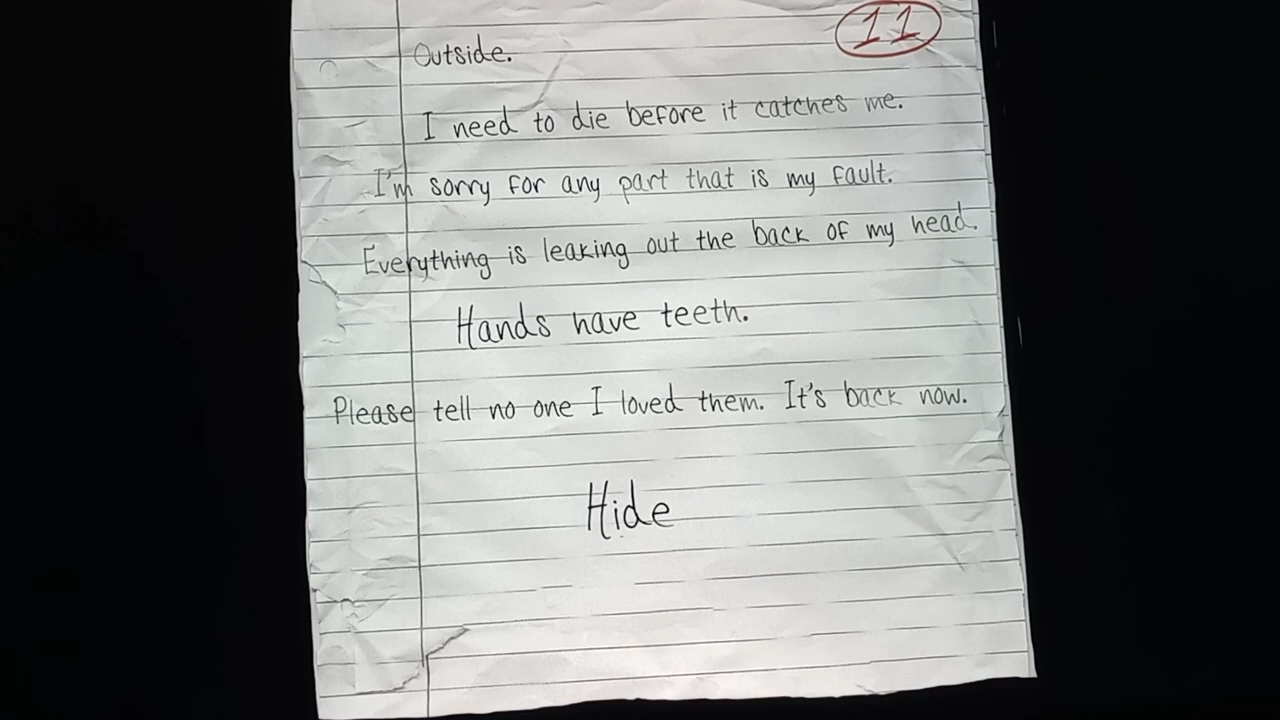 11
Outside.
I need to die before it catches me.
I'm sorry for any part that is my fault.
Everything is leaking out the back of my head.
Hands have teeth.
Please tell no one I loved them. It's back now.
Hide